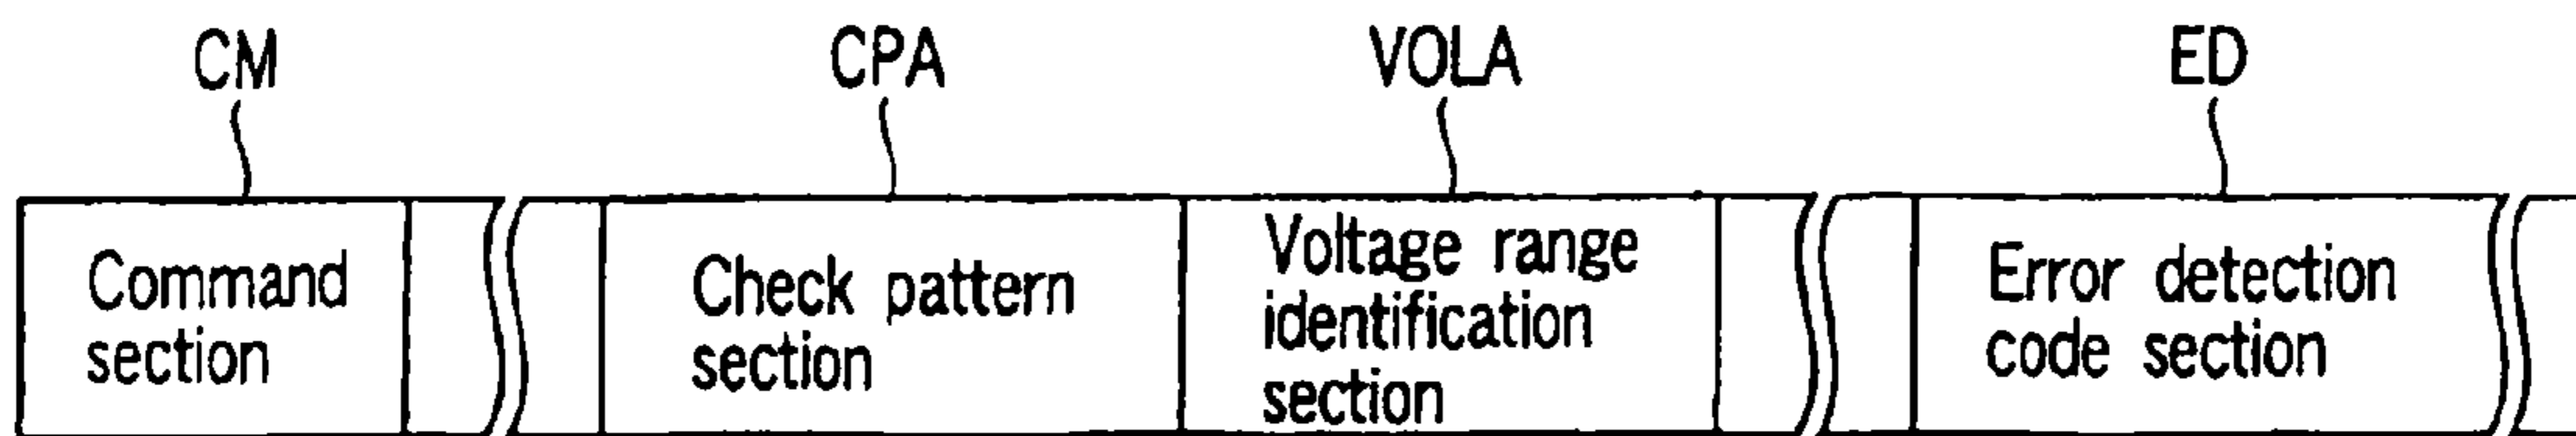 CM
CPA
VOLA
ED
Command
section
Check pattern
section
Voltage range
identification
section
Error detection
code section